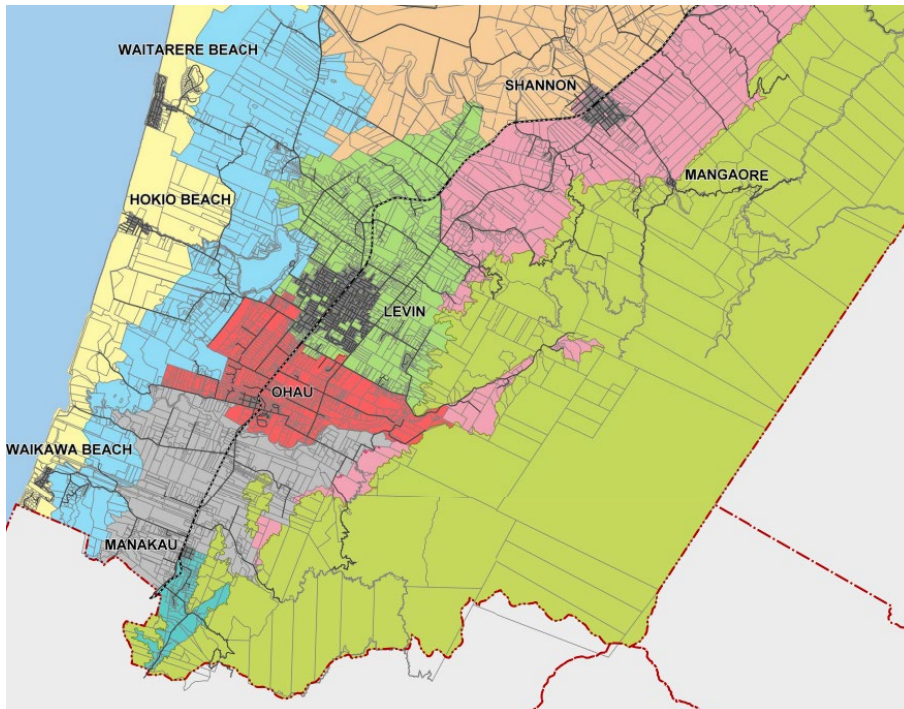 WAITARERE BEACH
SHANNON
MANGAORE
HOKIO BEACH
LEVIN
OHAU
WAIKAWA BEACH
MANAKAU